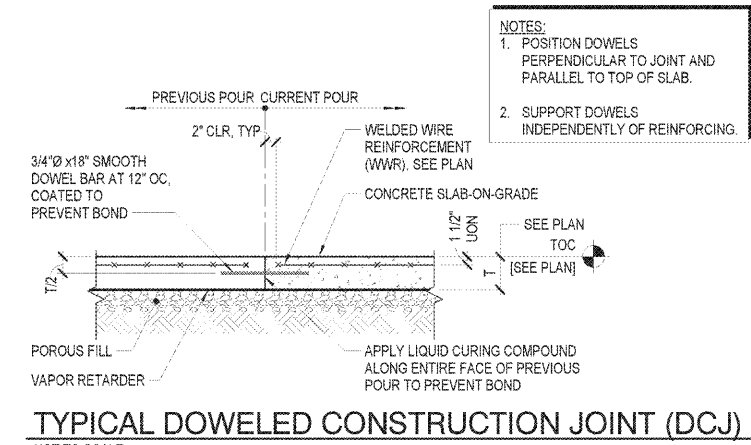 NOTES:
1. POSITION DOWELS
PERPENDICULAR TO JOINT AND
PARALLEL TO TOP OF SLAB.
2. SUPPORT DOWELS
INDEPENDENTLY OF REINFORCING.
PREVIOUS POUR CURRENT POUR
2" CLR, TYP
WELDED WIRE
REINFORCEMENT
(WWR), SEE PLAN
3/4"Ø x18" SMOOTH
DOWEL BAR AT 12" OC,
COATED TO
PREVENT BOND
CONCRETE SLAB-ON-GRADE
1 1/2"
UON
SEE PLAN
TOC
[SEE PLAN]
T
T/2
POROUS FILL
VAPOR RETARDER
APPLY LIQUID CURING COMPOUND
ALONG ENTIRE FACE OF PREVIOUS
POUR TO PREVENT BOND
TYPICAL DOWELED CONSTRUCTION JOINT (DCJ)